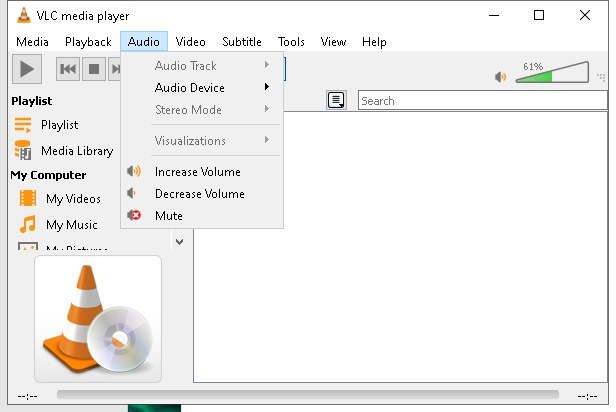 VLC media player
Media Playback Audio Video Subtitle Tools View Help
61%
Audio Track
Audio Device
Stereo Mode
Visualizations
Increase Volume
Decrease Volume
Mute
Search
Playlist
Playlist
Media Library
My Computer
My Videos
My Music
My Pictures
--:--
--:--